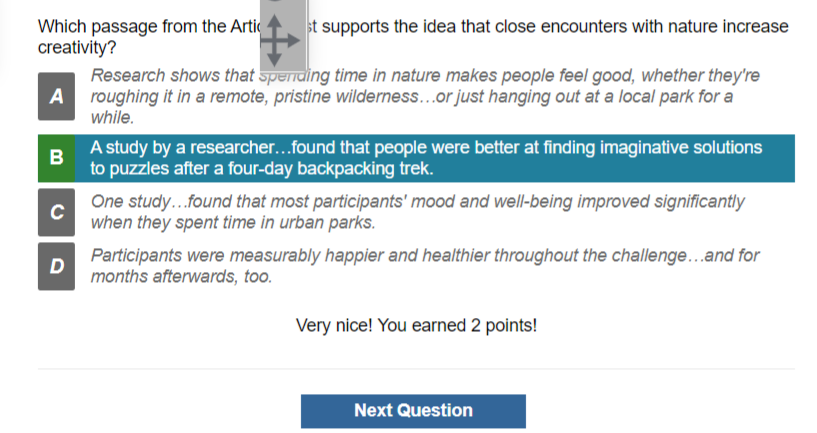 Which passage from the Artic st supports the idea that close encounters with nature increase
creativity?
A
Research shows that spending time in nature makes people feel good, whether they're
roughing it in a remote, pristine wilderness…or just hanging out at a local park for a
while.
B
A study by a researcher…found that people were better at finding imaginative solutions
to puzzles after a four-day backpacking trek.
C
One study…found that most participants' mood and well-being improved significantly
when they spent time in urban parks.
D
Participants were measurably happier and healthier throughout the challenge…and for
months afterwards, too.
Very nice! You earned 2 points!
Next Question